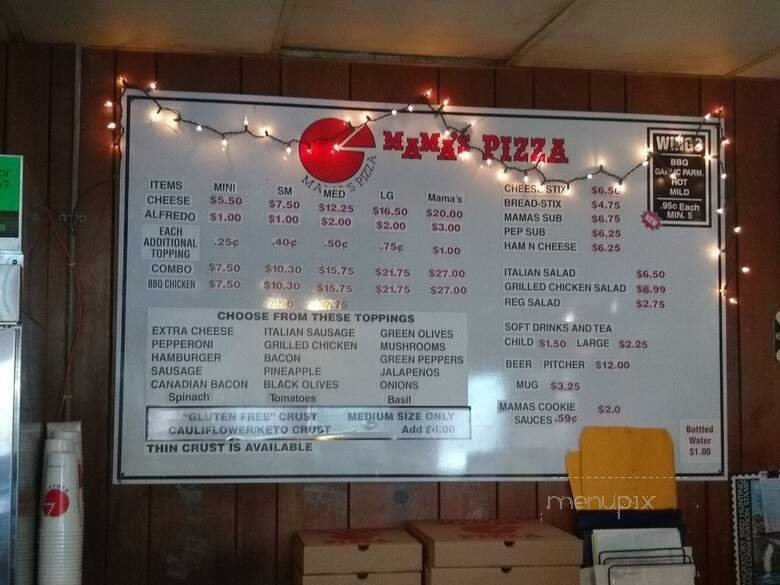 MAMA'S PIZZA
MAMA'S PIZZA
ITEMS MINI SM MED LG Mama's
CHEESE $5.50 $7.50 $12.25 $16.50 $20.00
ALFREDO $1.00 $1.00 $2.00 $2.00 $3.00
EACH
ADDITIONAL
TOPPING
.25¢ .40¢ .50¢ .75¢ $1.00
COMBO $7.50 $10.30 $15.75 $21.75 $27.00
BBQ CHICKEN $7.50 $10.30 $15.75 $21.75 $27.00
CHOOSE FROM THESE TOPPINGS
EXTRA CHEESE ITALIAN SAUSAGE GREEN OLIVES
PEPPERONI GRILLED CHICKEN MUSHROOMS
HAMBURGER BACON GREEN PEPPERS
SAUSAGE PINEAPPLE JALAPENOS
CANADIAN BACON BLACK OLIVES ONIONS
Spinach Tomatoes Basil
"GLUTEN FREE" CRUST MEDIUM SIZE ONLY
CAULIFLOWER/KETO CRUST Add $4.00
THIN CRUST IS AVAILABLE
CHEESE STIX $6.50
BREAD-STIX $4.75
MAMAS SUB $6.75
PEP SUB $6.25
HAM N CHEESE $6.25
ITALIAN SALAD $6.50
GRILLED CHICKEN SALAD $6.99
REG SALAD $2.75
SOFT DRINKS AND TEA
CHILD $1.50 LARGE $2.25
BEER PITCHER $12.00
MUG $3.25
MAMAS COOKIE $2.0
SAUCES .59¢
WINGS
BBQ
GARLIC PARM.
HOT
MILD
.95¢ Each
MIN. 5
NEW
Bottled
Water
$1.00
menupix